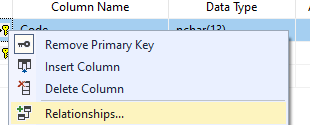 Column Name Data Type
Code nchar(13)
Remove Primary Key
Insert Column
Delete Column
Relationships...